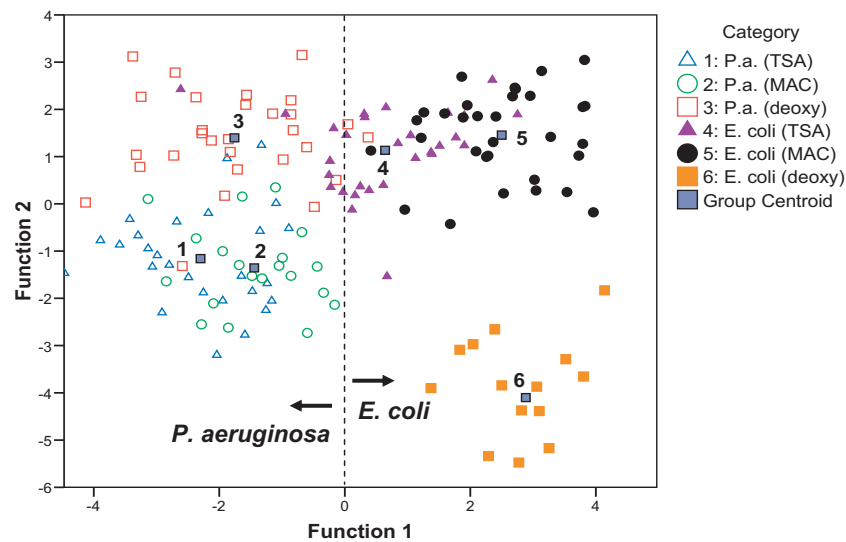 4
3
2
1
0
-1
-2
-3
-4
-5
-6
Function 2
-4
-2
0
2
4
Function 1
3
4
5
1
2
6
E. coli
P. aeruginosa
Category
1: P.a. (TSA)
2: P.a. (MAC)
3: P.a. (deoxy)
4: E. coli (TSA)
5: E. coli (MAC)
6: E. coli (deoxy)
Group Centroid